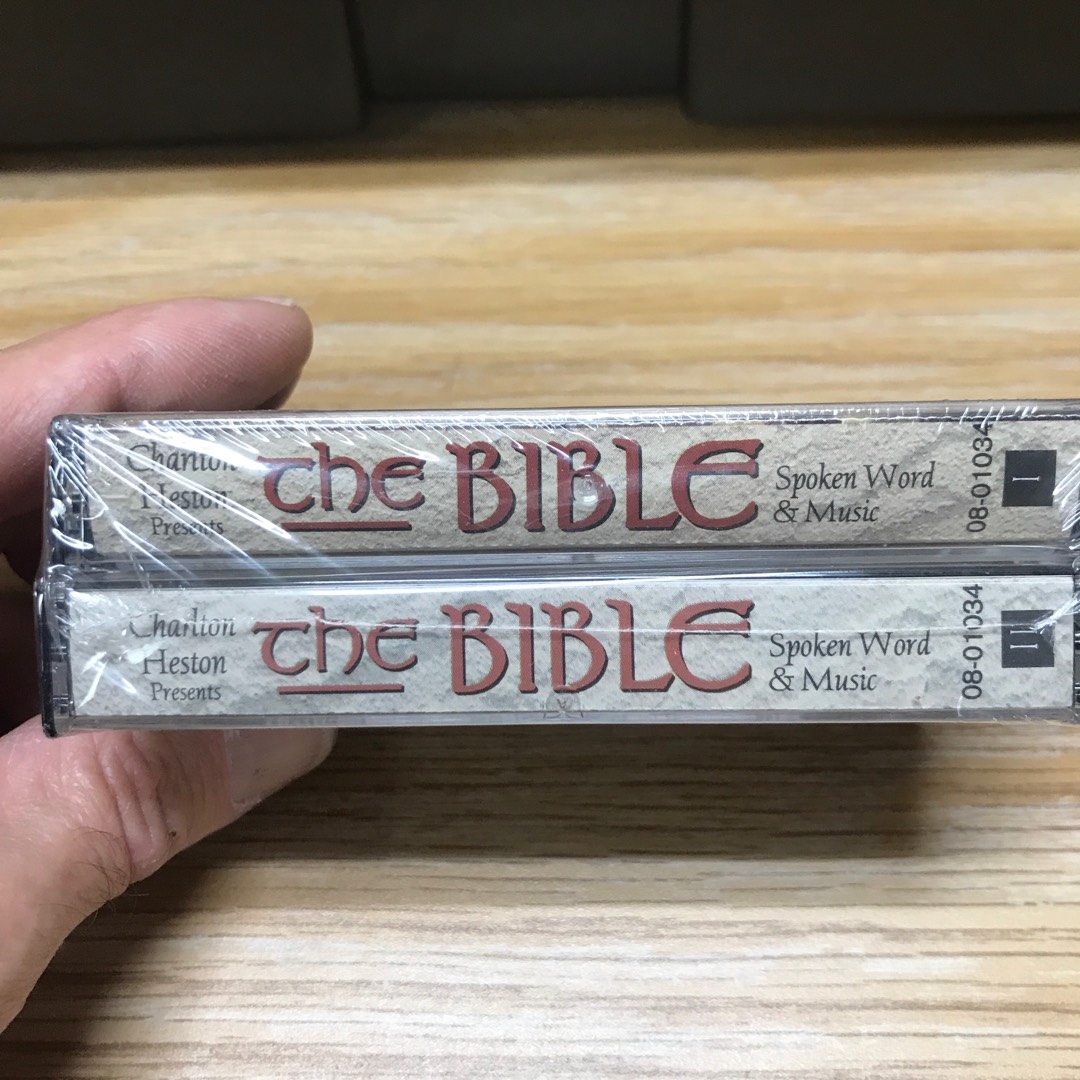 Charlton
Heston
Presents
the BIBLE
Spoken Word
& Music
08-01034
I
Charlton
Heston
Presents
the BIBLE
Spoken Word
& Music
08-01034
II